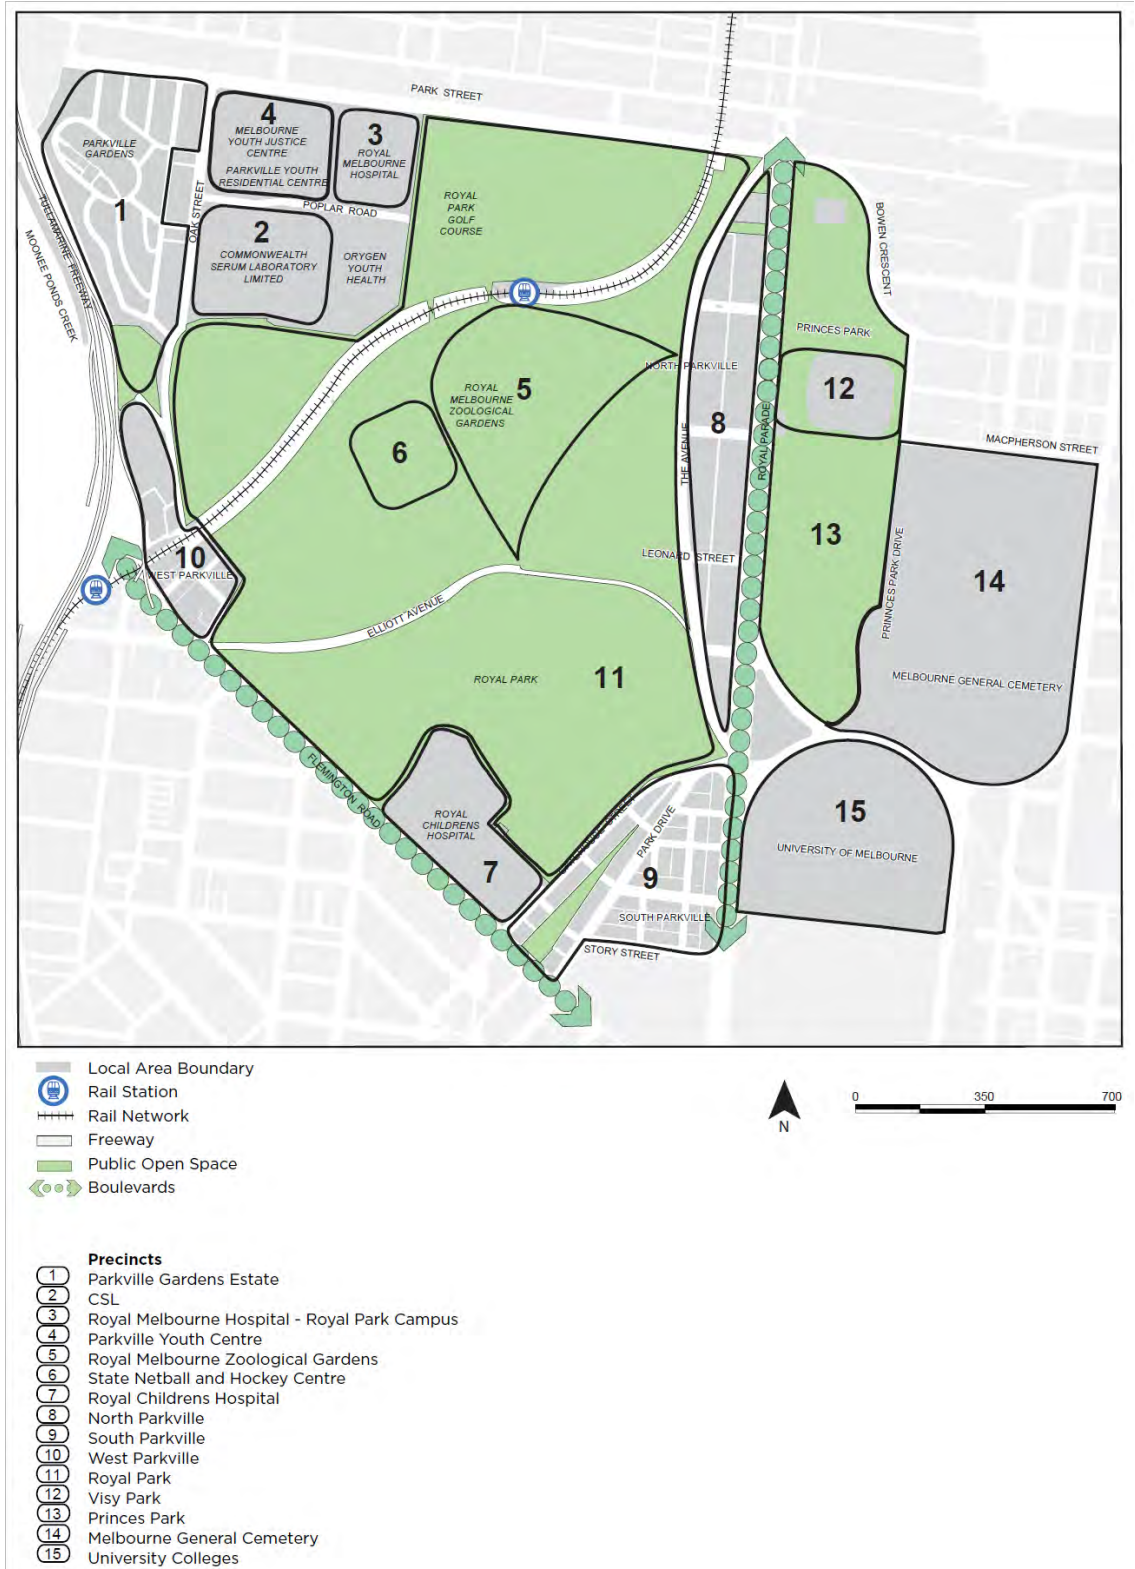 PARK STREET
4
MELBOURNE
YOUTH JUSTICE
CENTRE
PARKVILLE YOUTH
RESIDENTIAL CENTRE
3
ROYAL
MELBOURNE
HOSPITAL
PARKVILLE
GARDENS
1
OAK STREET
POPLAR ROAD
ROYAL
PARK
GOLF
COURSE
2
COMMONWEALTH
SERUM LABORATORY
LIMITED
ORYGEN
YOUTH
HEALTH
TULLAMARINE FREEWAY
MOONEE PONDS CREEK
BOWEN CRESCENT
PRINCES PARK
NORTH PARKVILLE
ROYAL
MELBOURNE
ZOOLOGICAL
GARDENS
5
12
8
6
THE AVENUE
ROYAL PARADE
MACPHERSON STREET
13
LEONARD STREET
PRINNCES PARK DRIVE
14
10
WEST PARKVILLE
ELLIOTT AVENUE
ROYAL PARK
11
MELBOURNE GENERAL CEMETERY
FLEMINGTON ROAD
ROYAL
CHILDRENS
HOSPITAL
7
PARK DRIVE
9
SOUTH PARKVILLE
STORY STREET
15
UNIVERSITY OF MELBOURNE
Local Area Boundary
Rail Station
Rail Network
Freeway
Public Open Space
Boulevards
N
0 350 700
Precincts
1 Parkville Gardens Estate
2 CSL
3 Royal Melbourne Hospital - Royal Park Campus
4 Parkville Youth Centre
5 Royal Melbourne Zoological Gardens
6 State Netball and Hockey Centre
7 Royal Childrens Hospital
8 North Parkville
9 South Parkville
10 West Parkville
11 Royal Park
12 Visy Park
13 Princes Park
14 Melbourne General Cemetery
15 University Colleges